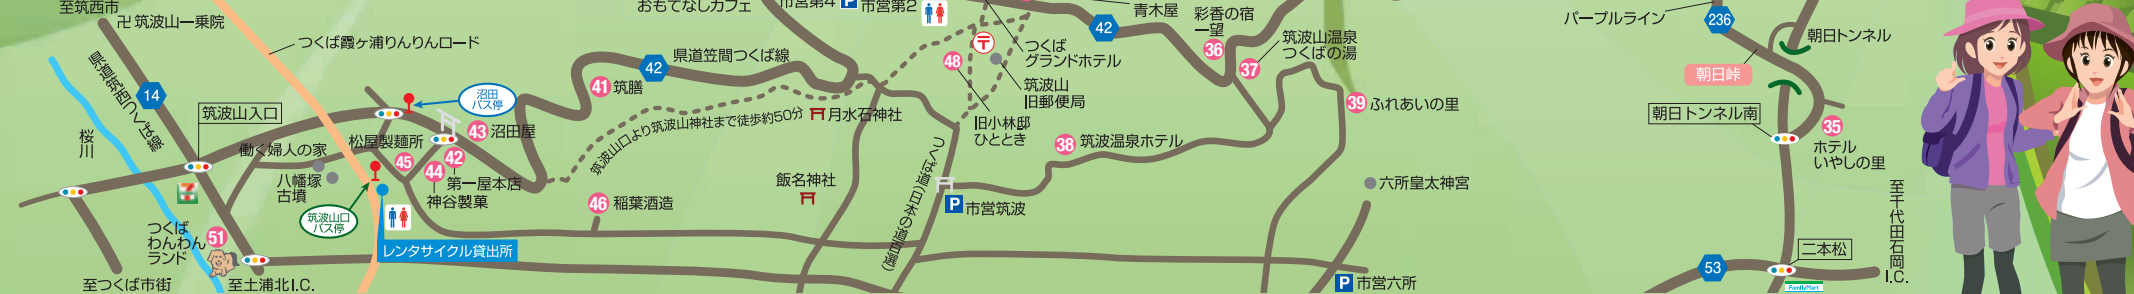 至筑西市
卍 筑波山一乗院
つくば霞ヶ浦りんりんロード
県道筑西つくば線
14
筑波山入口
桜川
働く婦人の家
八幡塚
古墳
筑波山口
バス停
レンタサイクル貸出所
つくば
わんわん
ランド
51
至つくば市街
至土浦北I.C.
沼田
バス停
松屋製麺所
45
44
42
43 沼田屋
第一屋本店
神谷製菓
41 筑膳
42
県道笠間つくば線
筑波山口より筑波山神社まで徒歩約50分
46 稲葉酒造
おもてなしカフェ
市営第4
P 市営第2
月水石神社
飯名神社
つくば道(日本の道百選)
P 市営筑波
48
〒
つくば
グランドホテル
筑波山
旧郵便局
旧小林邸
ひととき
42
青木屋
彩香の宿
一望
36
37
筑波山温泉
つくばの湯
38 筑波温泉ホテル
39 ふれあいの里
六所皇太神宮
P 市営六所
パープルライン
236
朝日トンネル
朝日峠
朝日トンネル南
35
ホテル
いやしの里
二本松
53
FamilyMart
至千代田石岡I.C.